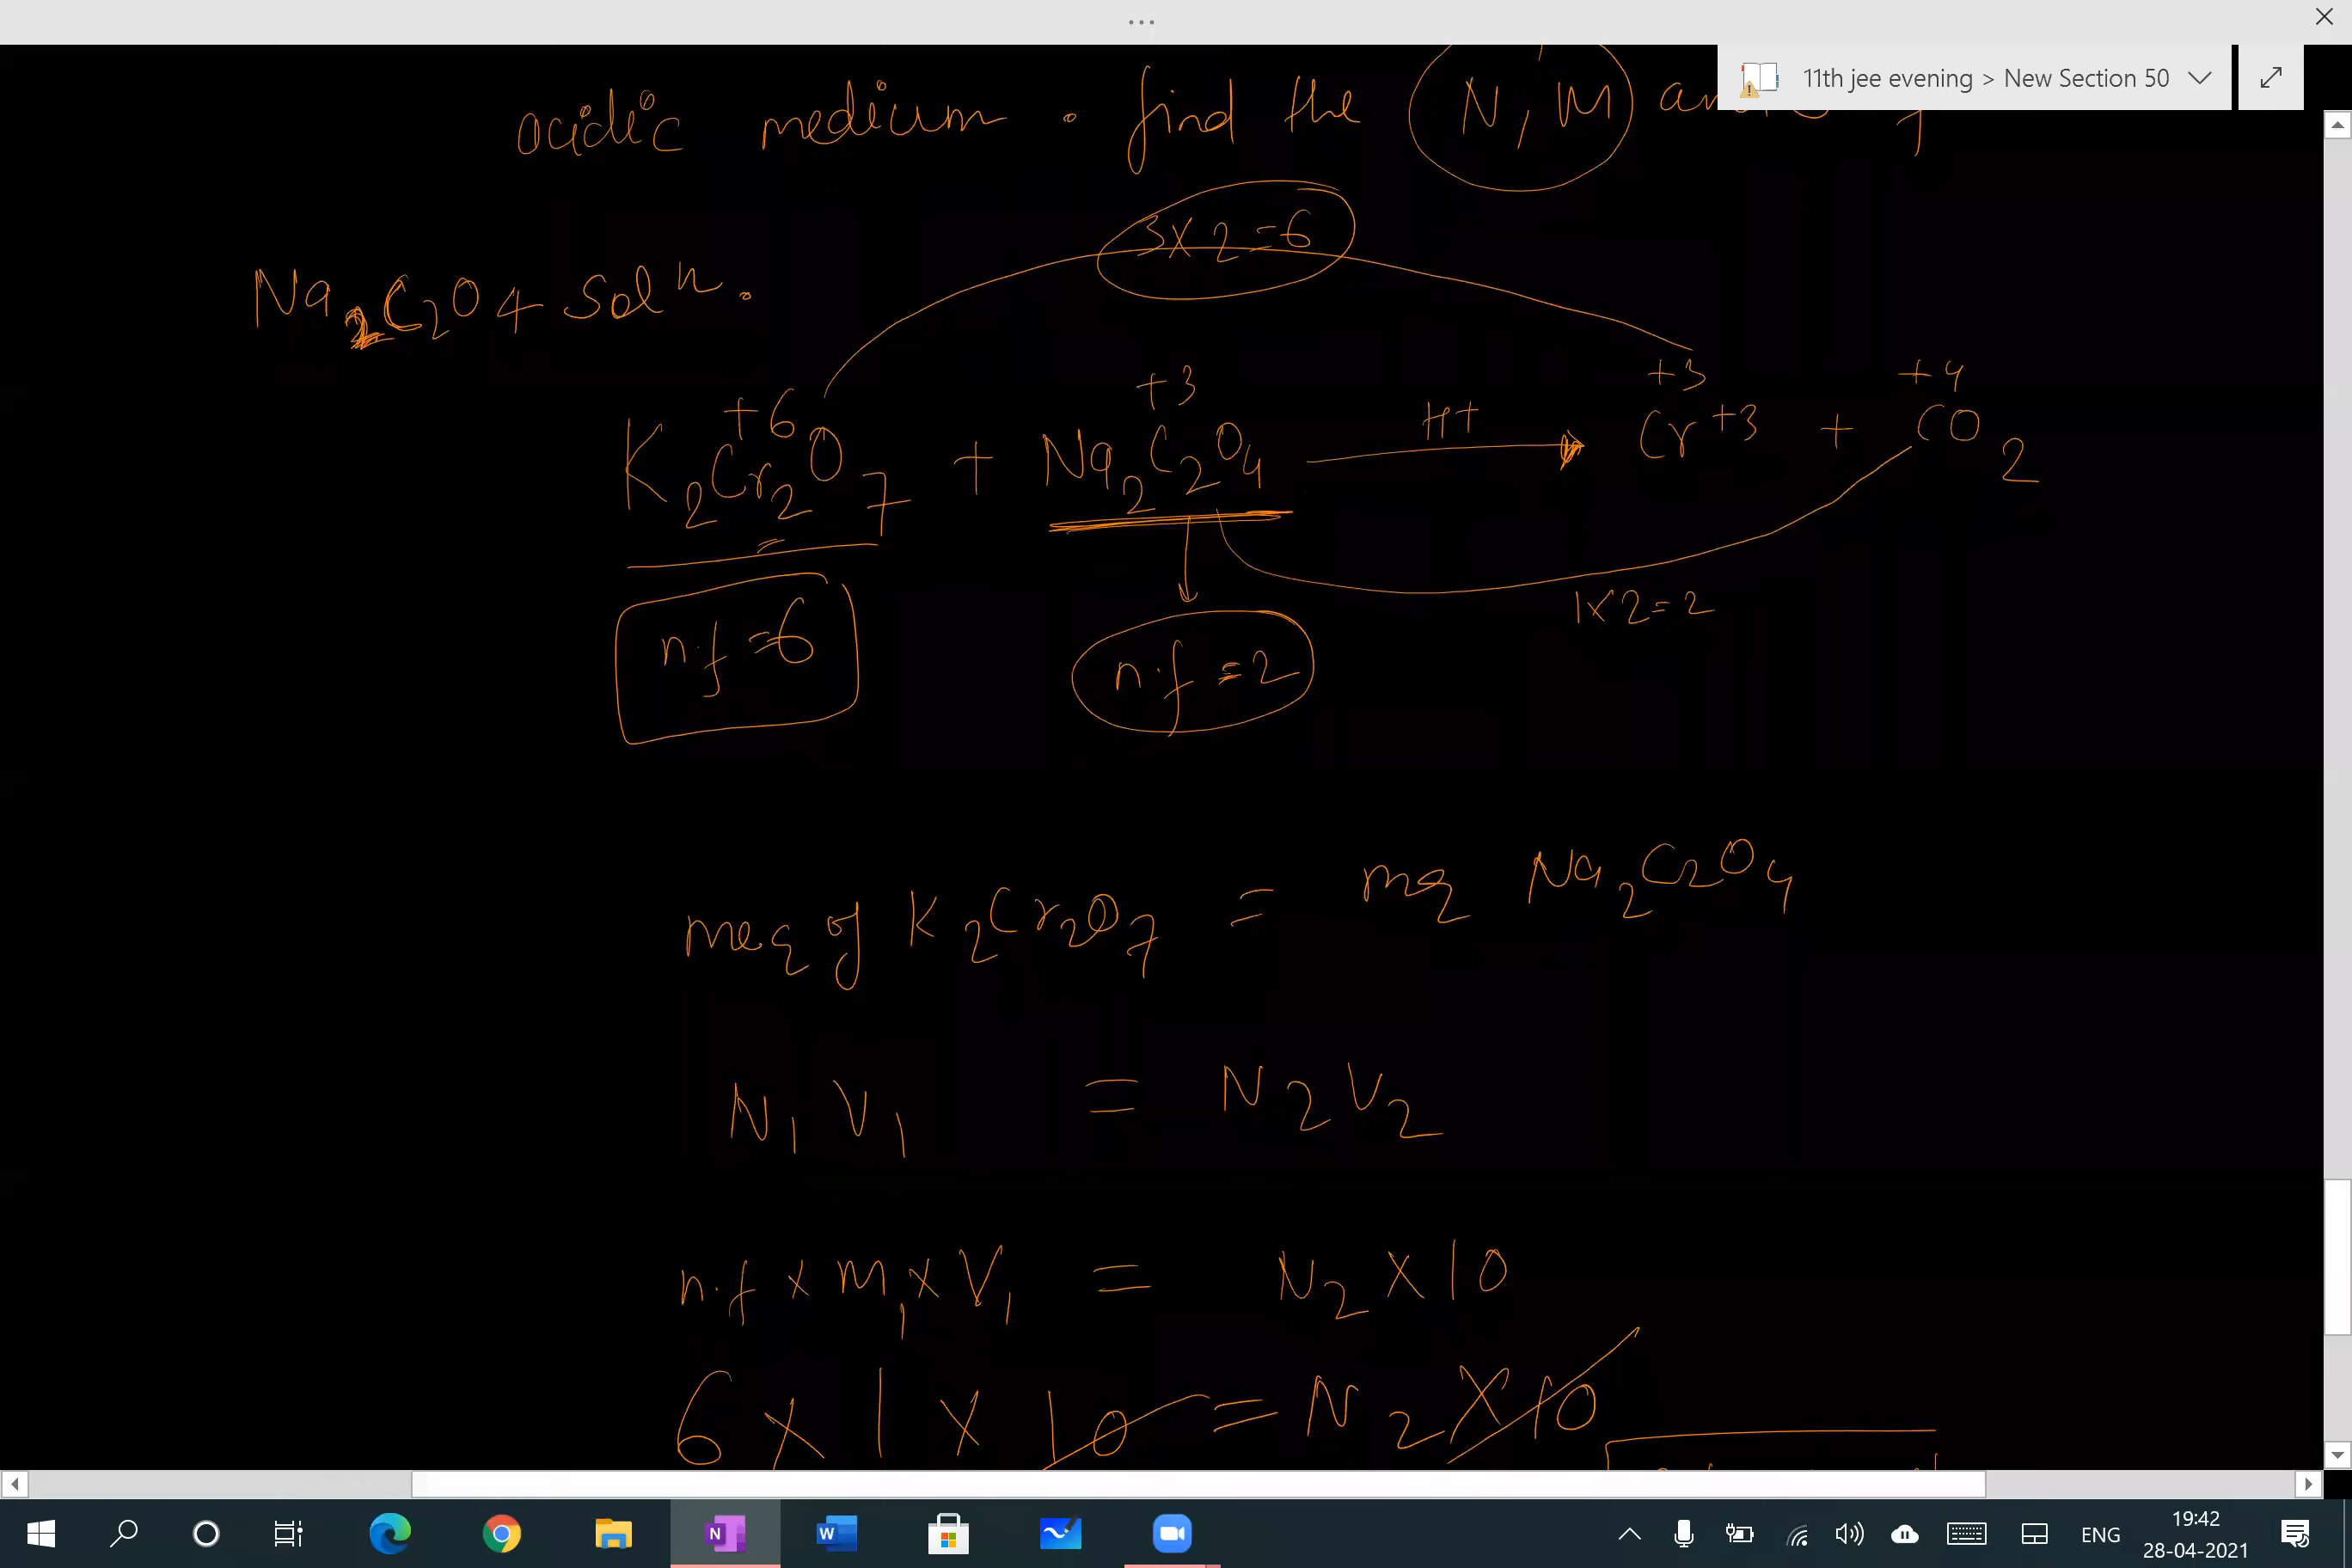 11th jee evening > New Section 50
acidic medium. find the N, M
3×2=6
Na2C2O4 Soln.
+6 +3 +3 +4
K2Cr2O7 + Na2C2O4 H+ Cr+3 + CO2
1×2=2
n.f=6 n.f=2
meq of K2Cr2O7 = meq Na2C2O4
N1V1 = N2V2
n.f × M1 × V1 = N2 × 10
6 × 1 × 10 = N2 × 10
ENG
19:42
28-04-2021